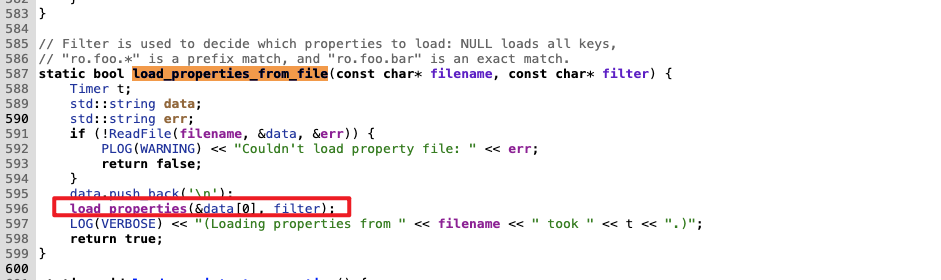 583 }
584
585 // Filter is used to decide which properties to load: NULL loads all keys,
586 // "ro.foo.*" is a prefix match, and "ro.foo.bar" is an exact match.
587 static bool load_properties_from_file(const char* filename, const char* filter) {
588     Timer t;
589     std::string data;
590     std::string err;
591     if (!ReadFile(filename, &data, &err)) {
592         PLOG(WARNING) << "Couldn't load property file: " << err;
593         return false;
594     }
595     data.push_back('\n');
596     load_properties(&data[0], filter);
597     LOG(VERBOSE) << "(Loading properties from " << filename << " took " << t << ".)";
598     return true;
599 }
600